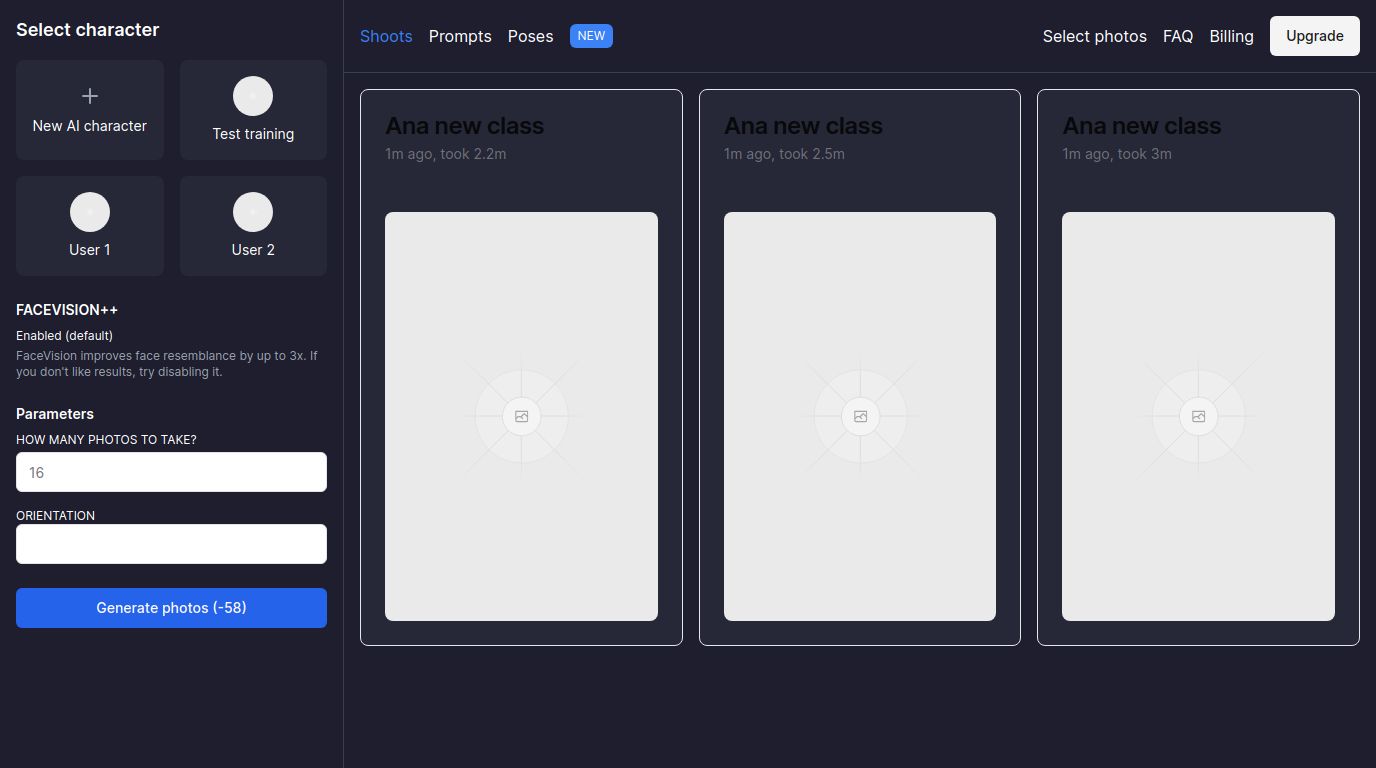 Select character
New AI character
Test training
User 1
User 2
FACEVISION++
Enabled (default)
FaceVision improves face resemblance by up to 3x. If
you don't like results, try disabling it.
Parameters
HOW MANY PHOTOS TO TAKE?
16
ORIENTATION
Generate photos (-58)
Shoots
Prompts
Poses
NEW
Select photos
FAQ
Billing
Upgrade
Ana new class
1m ago, took 2.2m
Ana new class
1m ago, took 2.5m
Ana new class
1m ago, took 3m